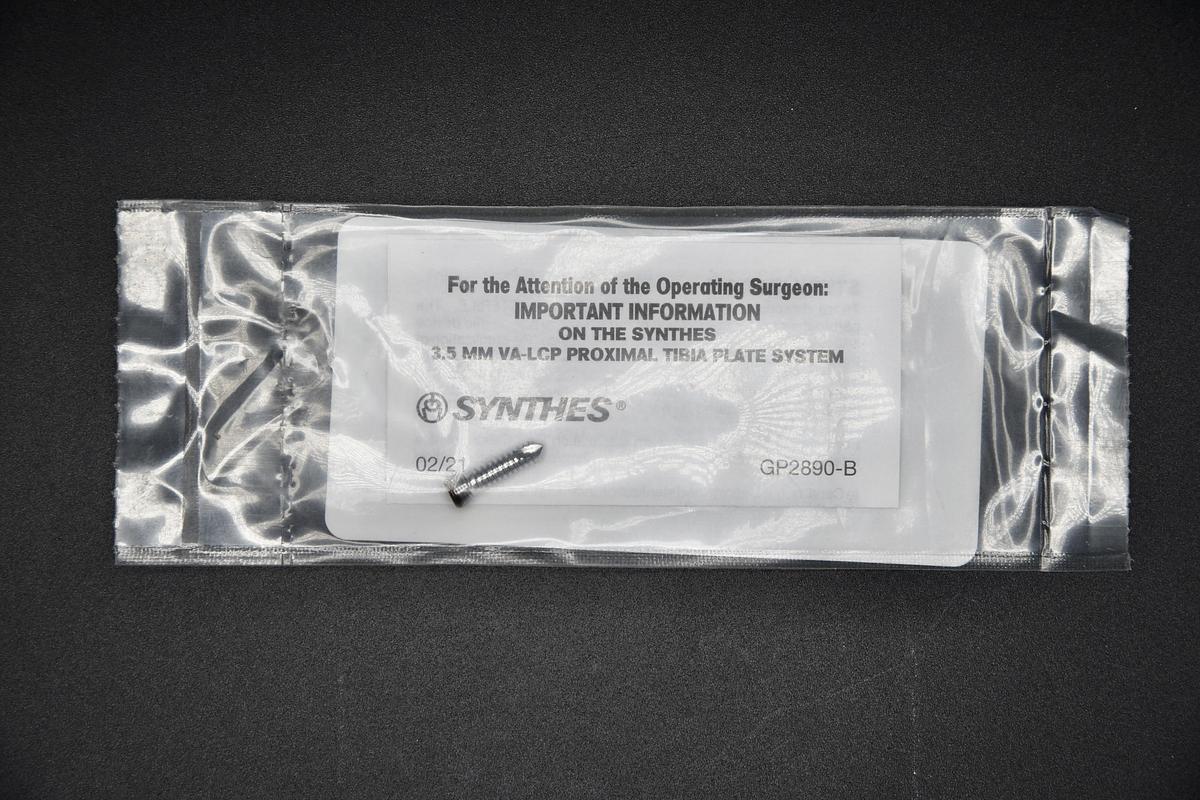 For the Attention of the Operating Surgeon:
IMPORTANT INFORMATION
ON THE SYNTHES
3.5 MM VA-LCP PROXIMAL TIBIA PLATE SYSTEM
SYNTHES®
02/21
GP2890-B